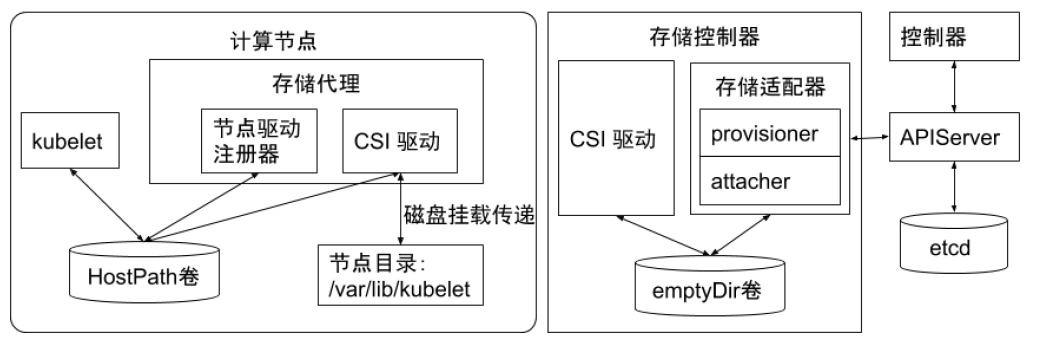 计算节点
存储代理
kubelet
节点驱动
注册器
CSI 驱动
磁盘挂载传递
HostPath卷
节点目录：
/var/lib/kubelet
存储控制器
CSI 驱动
存储适配器
provisioner
attacher
emptyDir卷
控制器
APIServer
etcd